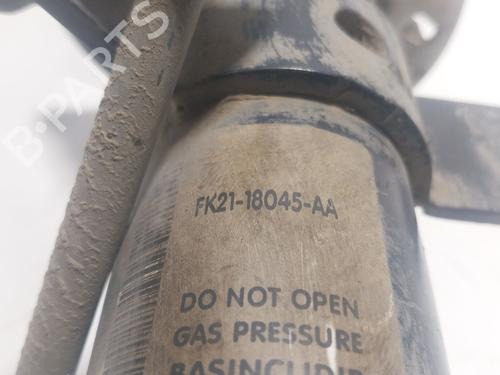 B-PARTS
FK21-18045-AA
DO NOT OPEN
GAS PRESSURE